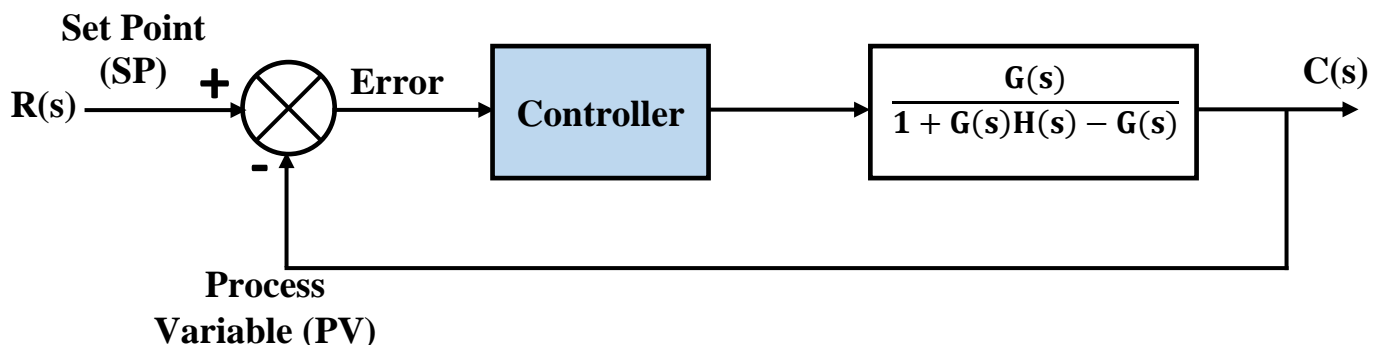 Set Point
(SP)
+
R(s)
Error
Controller
G(s)
1 + G(s)H(s) − G(s)
C(s)
-
Process
Variable (PV)